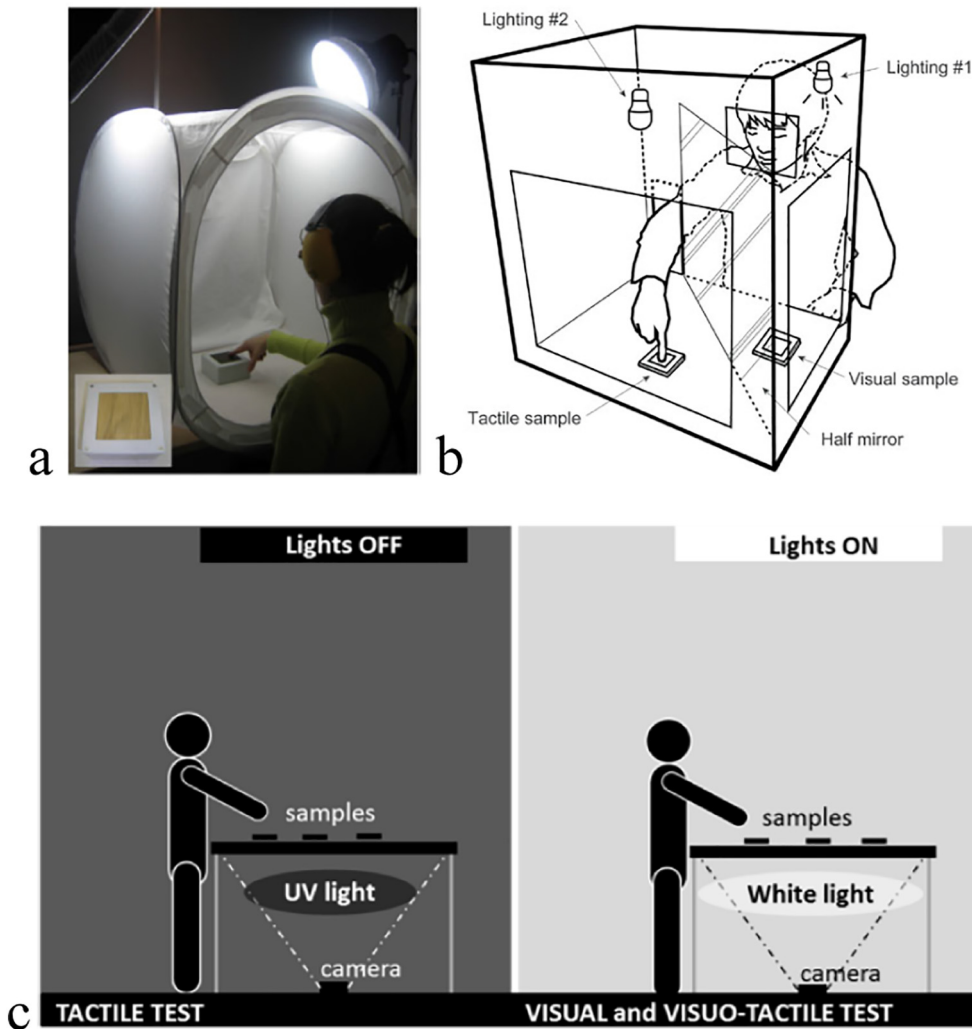 Lighting #2
Lighting #1
Visual sample
Tactile sample
Half mirror
a
b
Lights OFF
samples
UV light
camera
TACTILE TEST
Lights ON
samples
White light
camera
VISUAL and VISUO-TACTILE TEST
c